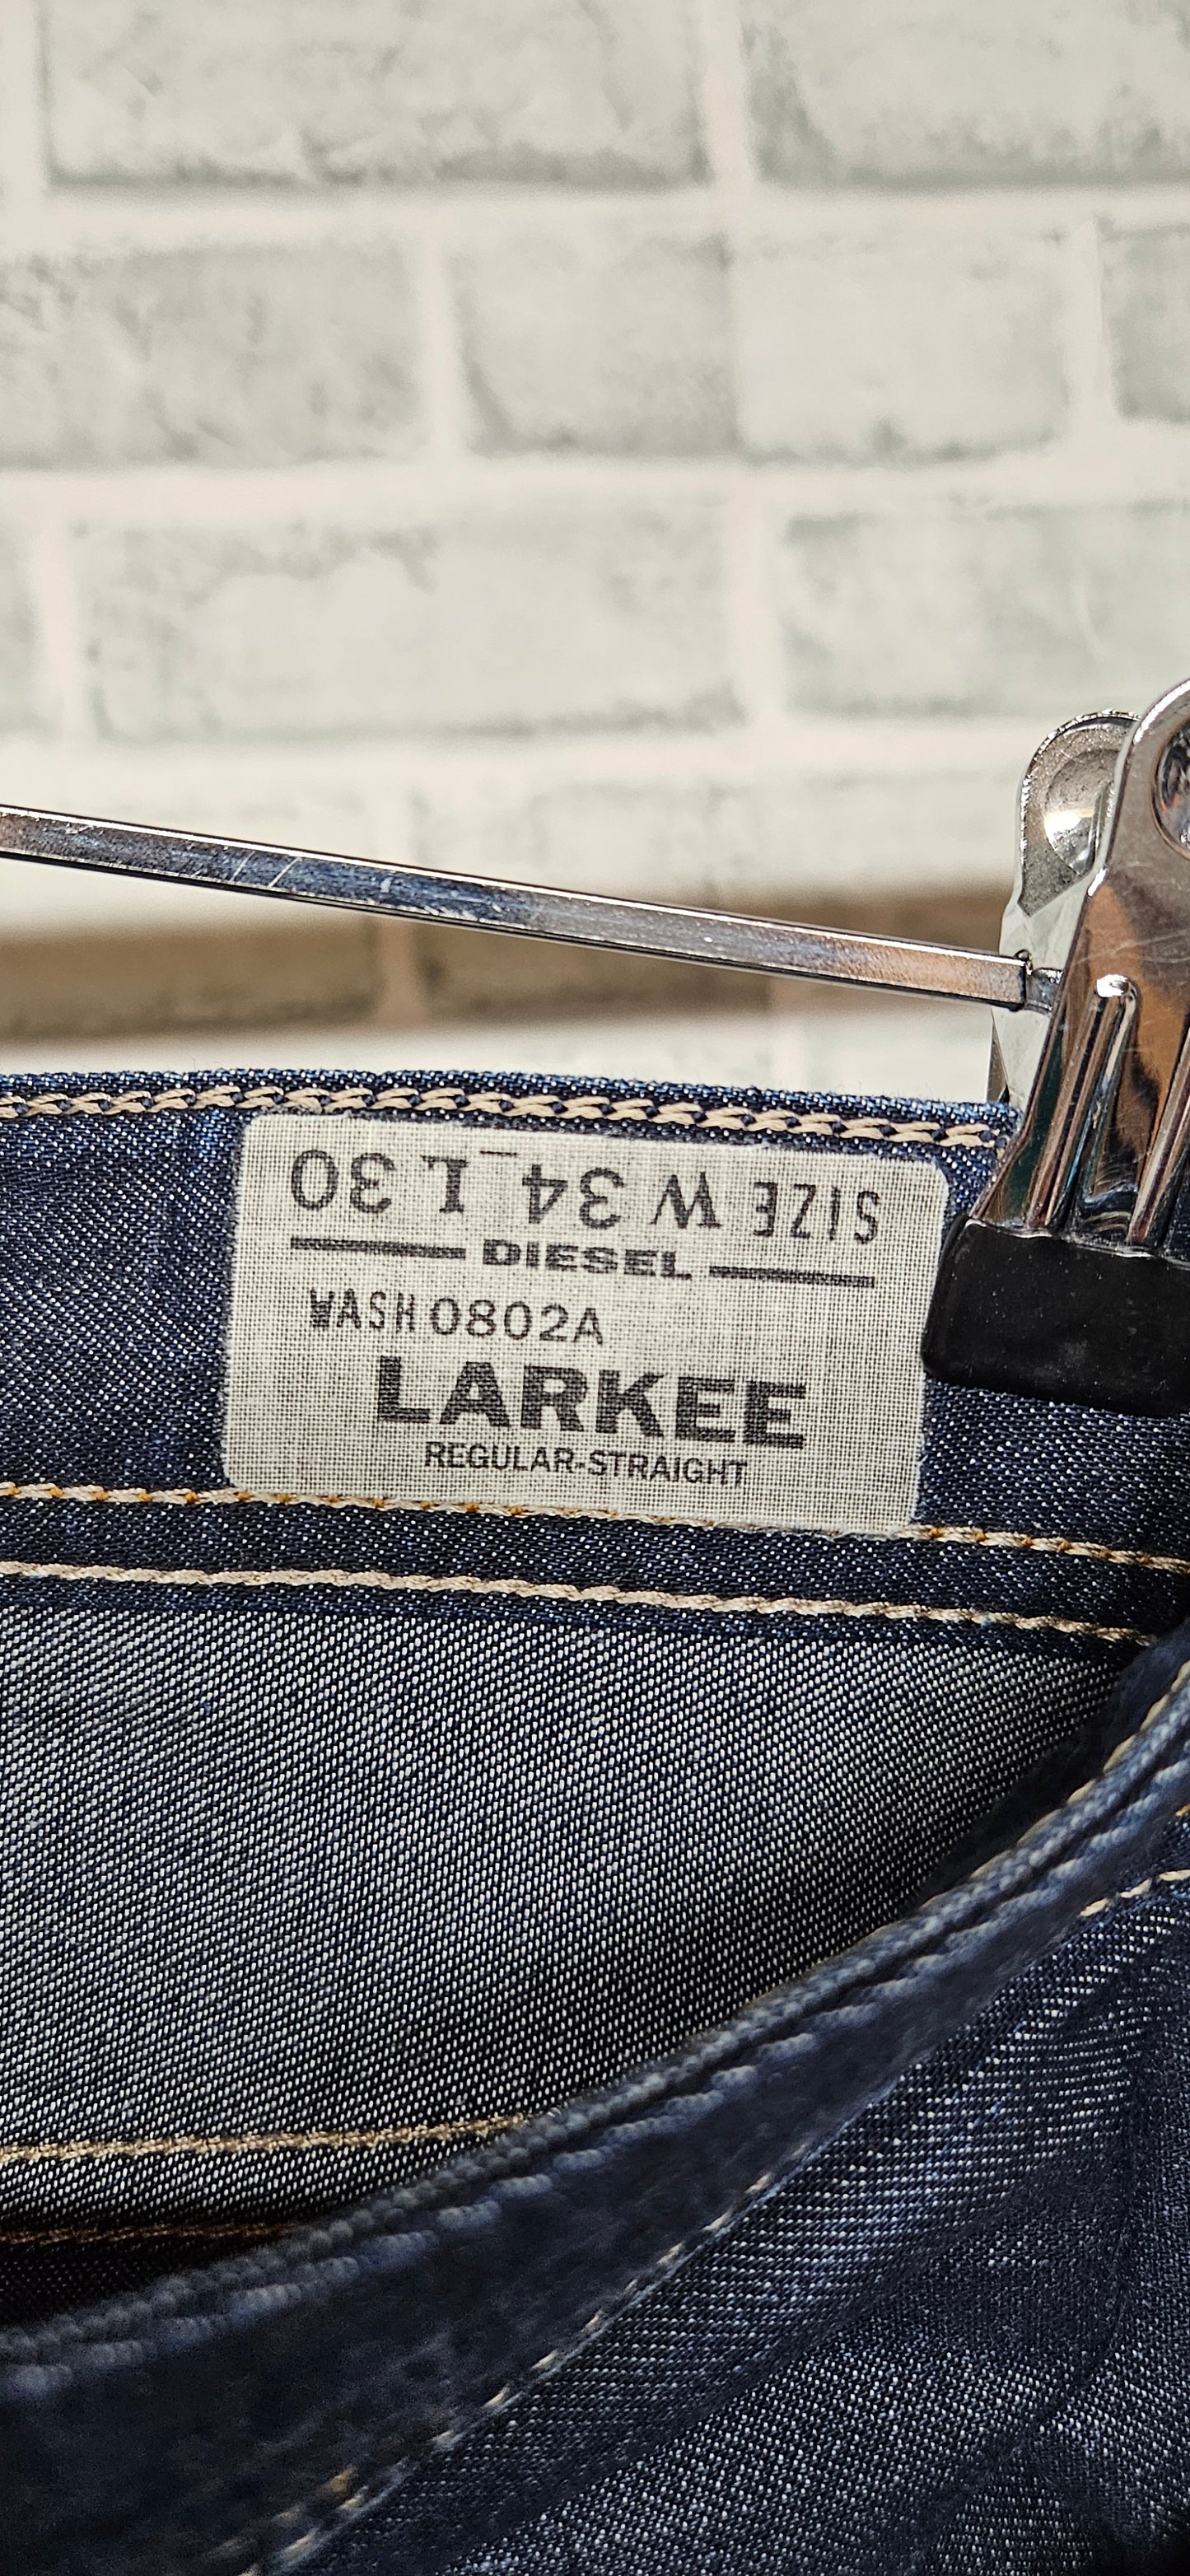 SIZE W 34 L 30
DIESEL
WASH 0802A
LARKEE
REGULAR-STRAIGHT